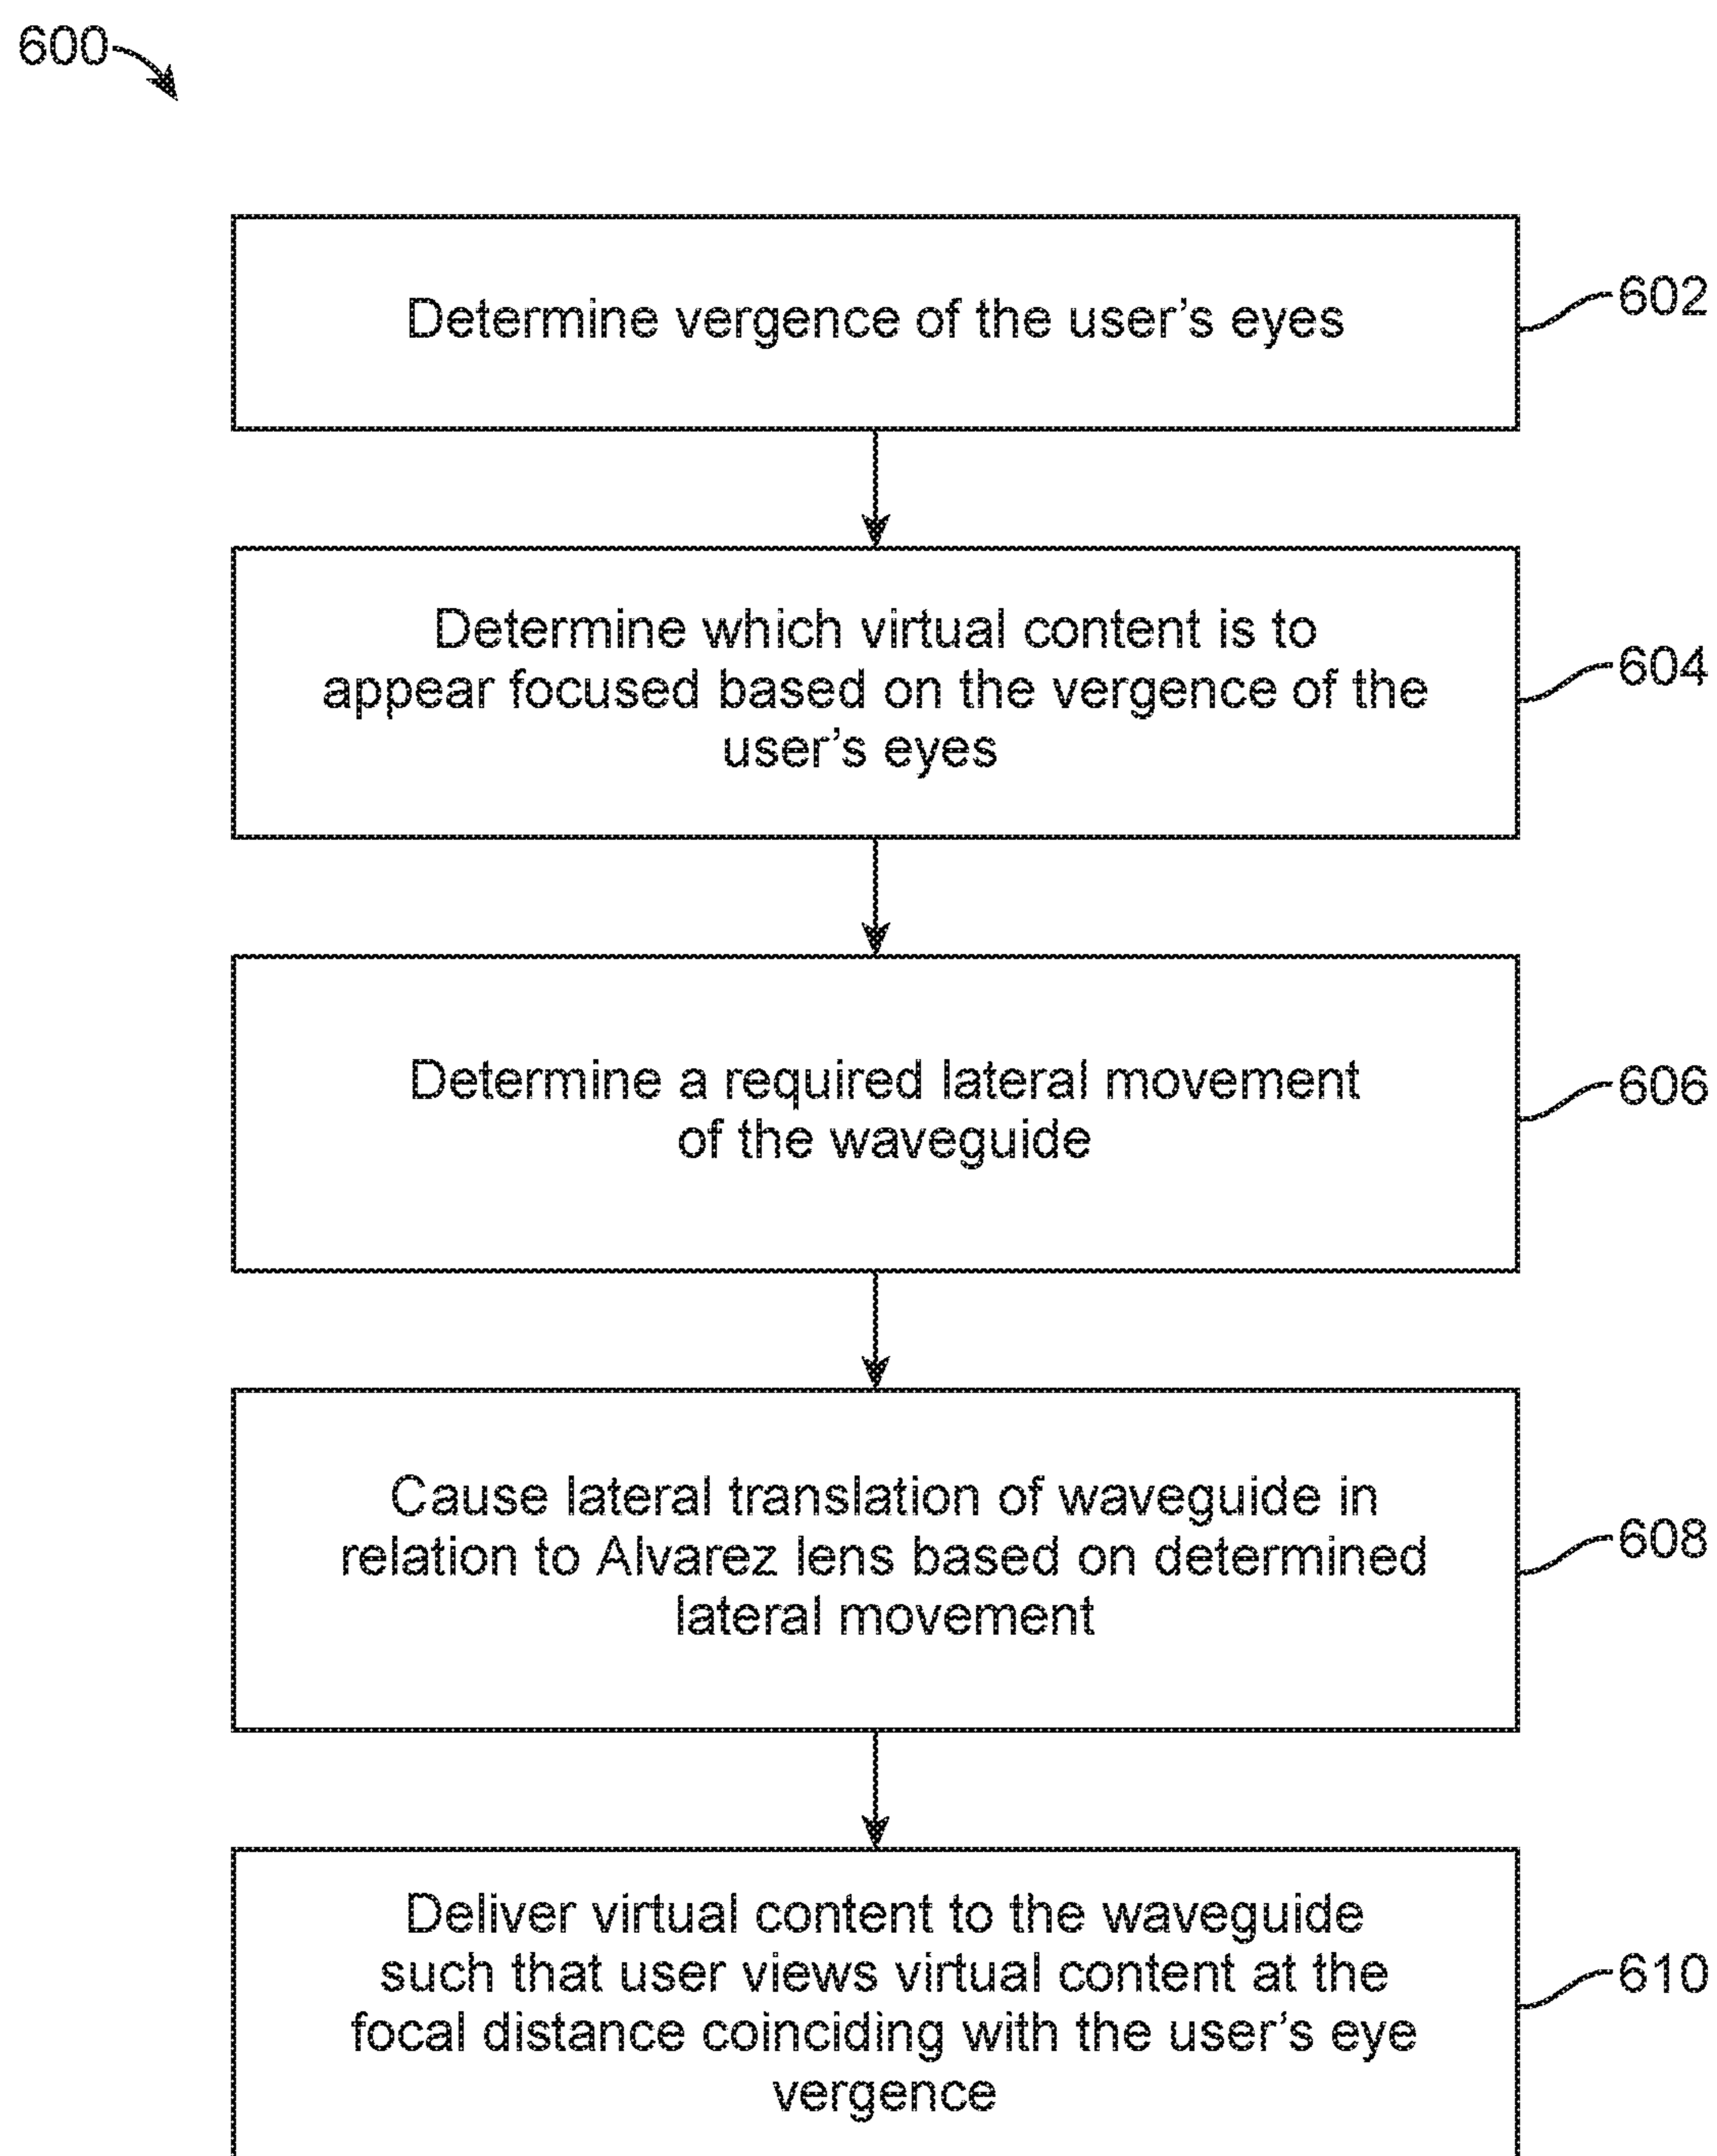 600
Determine vergence of the user's eyes
602
Determine which virtual content is to
appear focused based on the vergence of the
user's eyes
604
Determine a required lateral movement
of the waveguide
606
Cause lateral translation of waveguide in
relation to Alvarez lens based on determined
lateral movement
608
Deliver virtual content to the waveguide
such that user views virtual content at the
focal distance coinciding with the user's eye
vergence
610